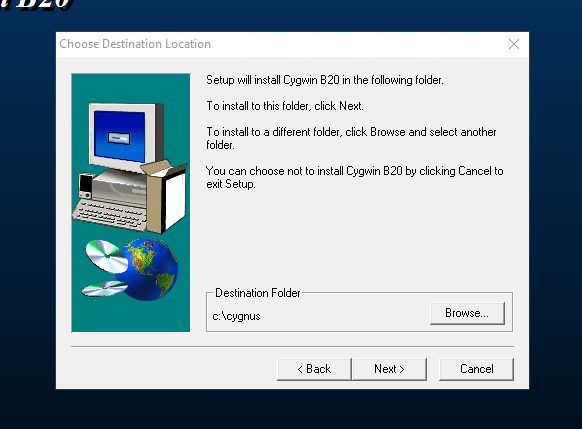 B20
Choose Destination Location
Setup will install Cygwin B20 in the following folder.
To install to this folder, click Next.
To install to a different folder, click Browse and select another
folder.
You can choose not to install Cygwin B20 by clicking Cancel to
exit Setup.
Destination Folder
c:\cygnus
Browse...
< Back
Next >
Cancel